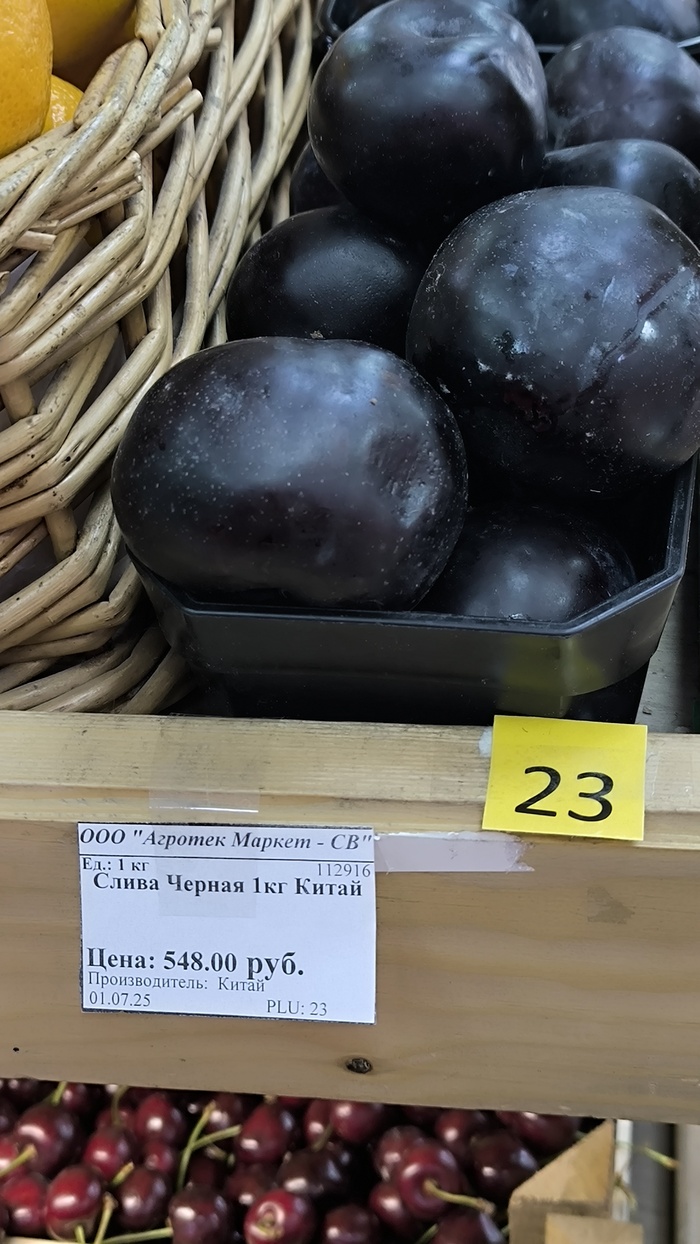 23
ООО "Агротек Маркет - СВ"
Ед.: 1 кг 112916
Слива Черная 1кг Китай
Цена: 548.00 руб.
Производитель: Китай
01.07.25 PLU: 23